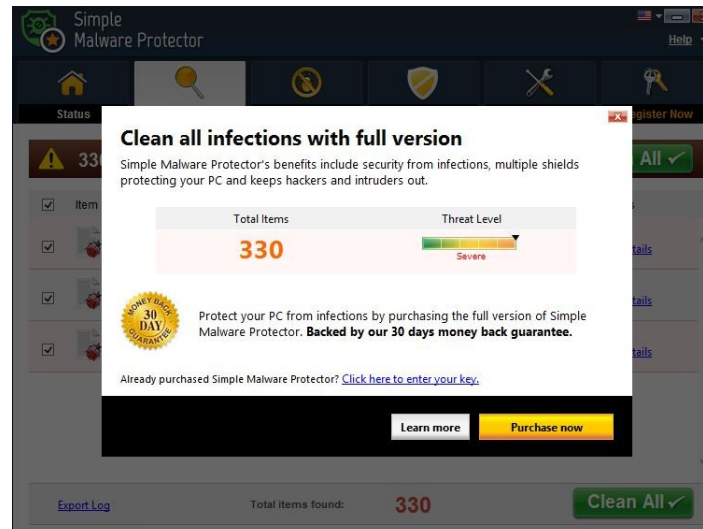 Simple
Malware Protector
Help
Status
Register Now
330
All
Item
Clean all infections with full version
Simple Malware Protector's benefits include security from infections, multiple shields
protecting your PC and keeps hackers and intruders out.
Total Items Threat Level
330
Severe
MONEY BACK
30
DAY
GUARANTEE
Protect your PC from infections by purchasing the full version of Simple
Malware Protector. Backed by our 30 days money back guarantee.
Already purchased Simple Malware Protector? Click here to enter your key.
Learn more Purchase now
Export Log Total items found: 330 Clean All